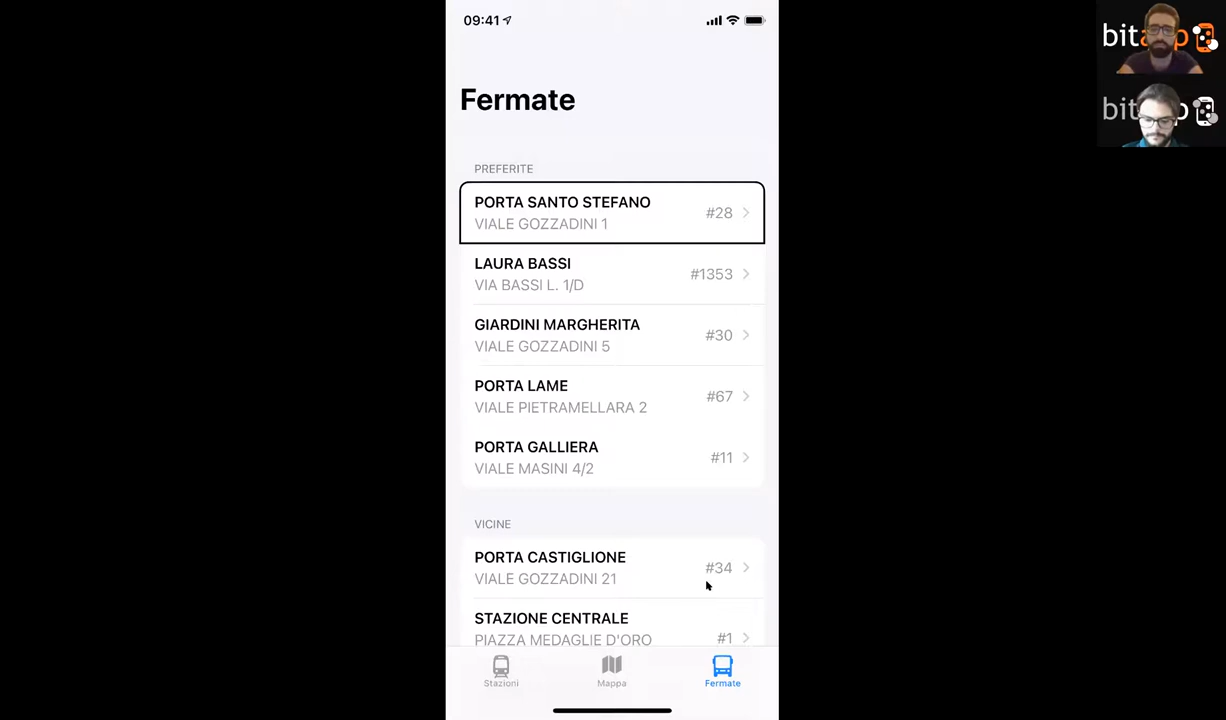 09:41
Fermate
PREFERITE
PORTA SANTO STEFANO
VIALE GOZZADINI 1
#28
LAURA BASSI
VIA BASSI L. 1/D
#1353
GIARDINI MARGHERITA
VIALE GOZZADINI 5
#30
PORTA LAME
VIALE PIETRAMELLARA 2
#67
PORTA GALLIERA
VIALE MASINI 4/2
#11
VICINE
PORTA CASTIGLIONE
VIALE GOZZADINI 21
#34
STAZIONE CENTRALE
PIAZZA MEDAGLIE D'ORO
#1
Stazioni
Mappa
Fermate